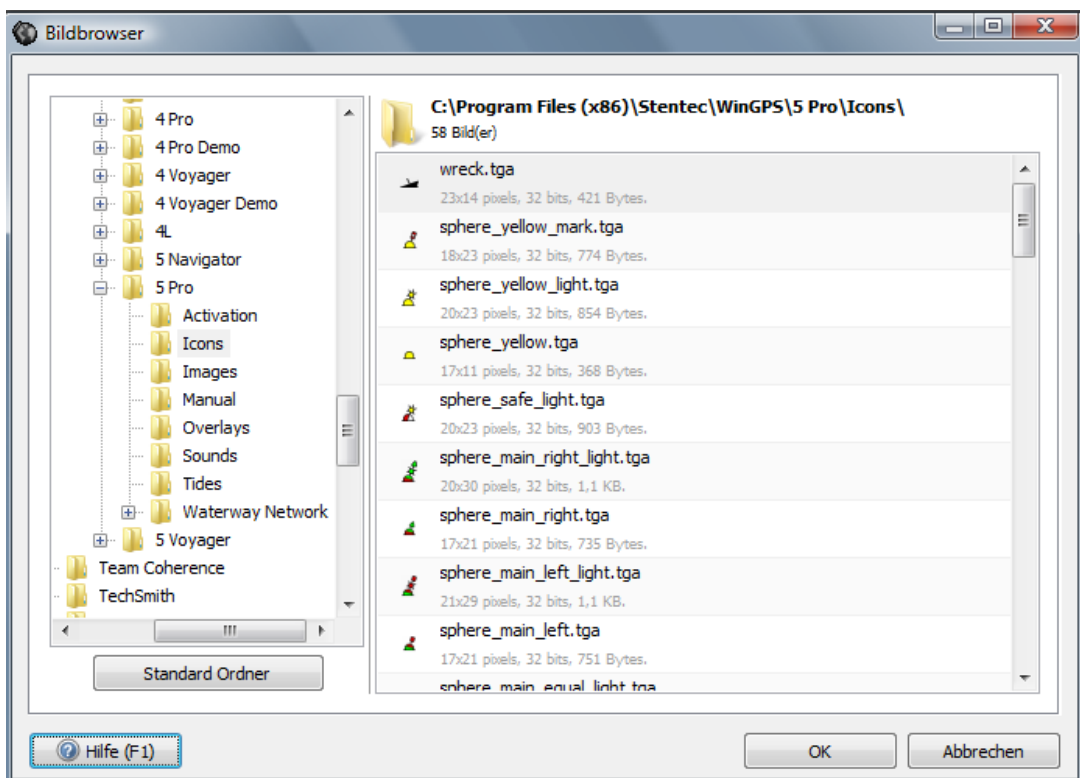 Bildbrowser
4 Pro
4 Pro Demo
4 Voyager
4 Voyager Demo
4L
5 Navigator
5 Pro
Activation
Icons
Images
Manual
Overlays
Sounds
Tides
Waterway Network
5 Voyager
Team Coherence
TechSmith
Standard Ordner
C:\Program Files (x86)\Stentec\WinGPS\5 Pro\Icons\
58 Bild(er)
wreck.tga
23x14 pixels, 32 bits, 421 Bytes.
sphere_yellow_mark.tga
18x23 pixels, 32 bits, 774 Bytes.
sphere_yellow_light.tga
20x23 pixels, 32 bits, 854 Bytes.
sphere_yellow.tga
17x11 pixels, 32 bits, 368 Bytes.
sphere_safe_light.tga
20x23 pixels, 32 bits, 903 Bytes.
sphere_main_right_light.tga
20x30 pixels, 32 bits, 1,1 KB.
sphere_main_right.tga
17x21 pixels, 32 bits, 735 Bytes.
sphere_main_left_light.tga
21x29 pixels, 32 bits, 1,1 KB.
sphere_main_left.tga
17x21 pixels, 32 bits, 751 Bytes.
sphere_main_equal_light.tga
Hilfe (F1)
OK
Abbrechen